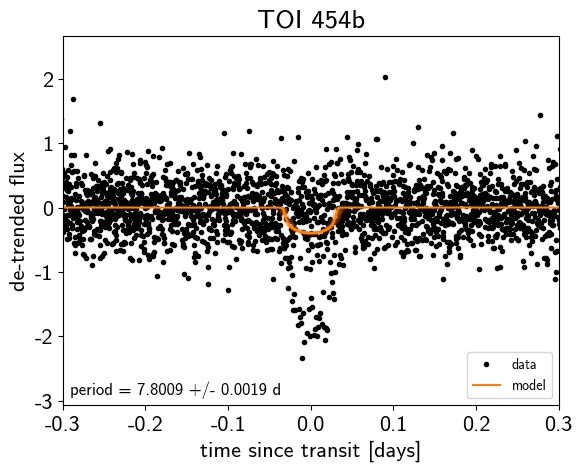 TOI 454b
de-trended flux
2
1
0
-1
-2
-3
period = 7.8009 +/- 0.0019 d
data
model
-0.3 -0.2 -0.1 0.0 0.1 0.2 0.3
time since transit [days]